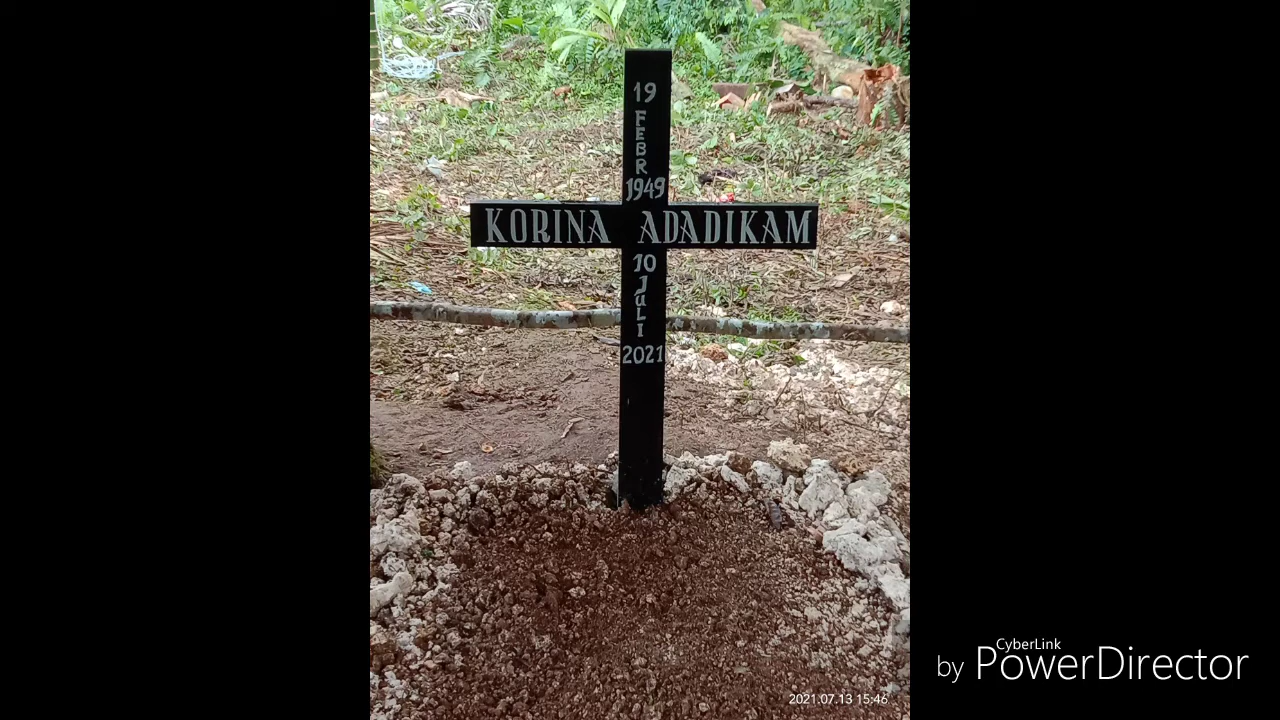 19
FEBR
1949
KORINA ADADIKAM
10
JULI
2021
2021.07.13 15:46
CyberLink
by PowerDirector